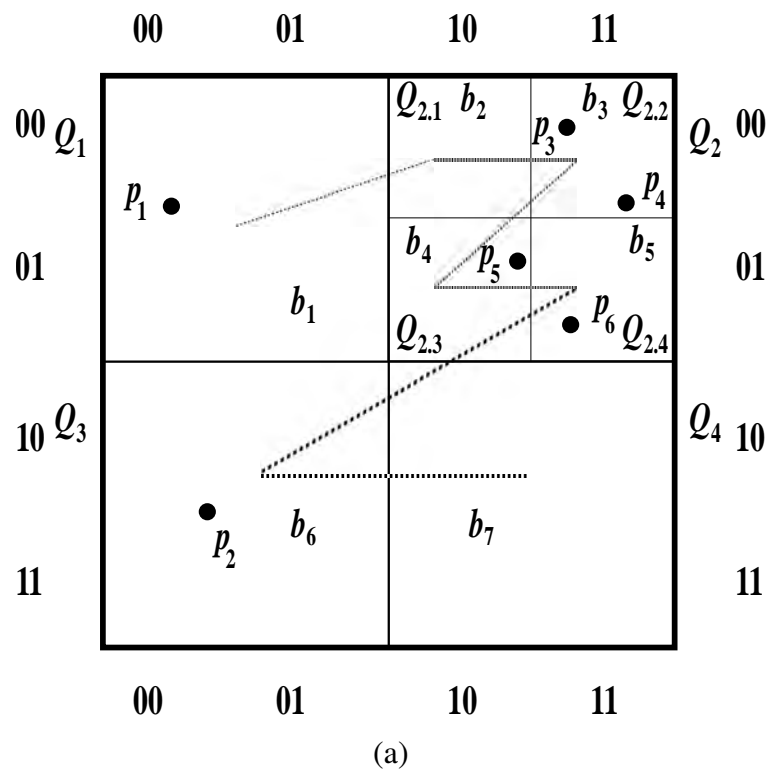 00 01 10 11
00 Q1 Q2.1 b2 p3 b3 Q2.2 Q2 00
p1 p4
01 b4 p5 b5 01
b1 p6
Q2.3 Q2.4
10 Q3 Q4 10
p2 b6 b7
11 11
00 01 10 11
(a)